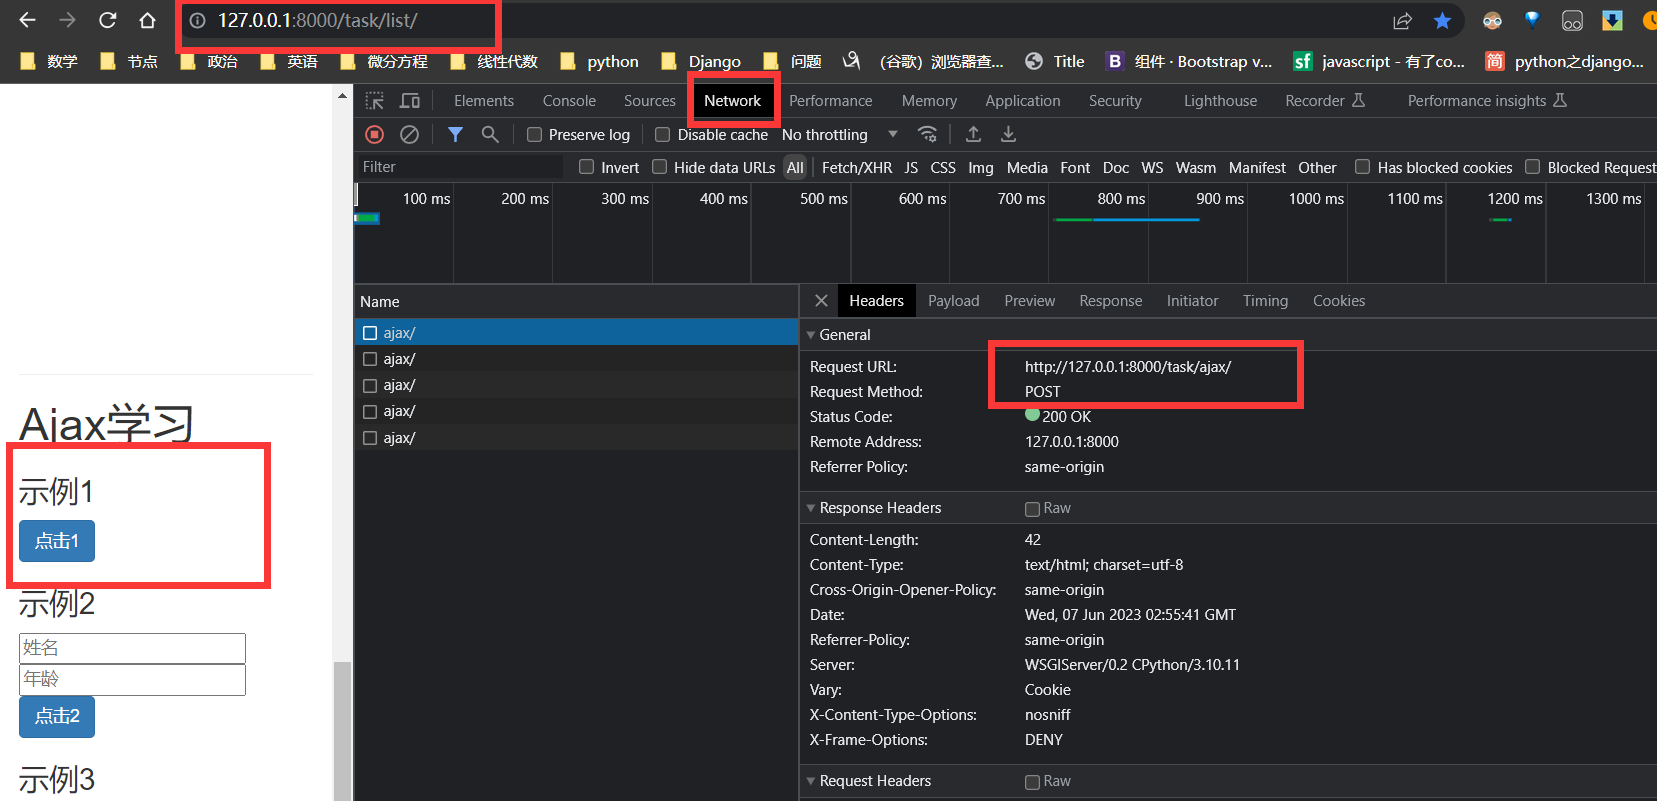 127.0.0.1:8000/task/list/
数学 节点 政治 英语 微分方程 线性代数 python Django 问题 (谷歌) 浏览器查... Title B 组件 · Bootstrap v... sf javascript - 有了co... 简 python之django...
Elements Console Sources Network Performance Memory Application Security Lighthouse Recorder Performance insights
Preserve log Disable cache No throttling
Filter Invert Hide data URLs All Fetch/XHR JS CSS Img Media Font Doc WS Wasm Manifest Other Has blocked cookies Blocked Request
100 ms 200 ms 300 ms 400 ms 500 ms 600 ms 700 ms 800 ms 900 ms 1000 ms 1100 ms 1200 ms 1300 ms
Name
ajax/
ajax/
ajax/
ajax/
ajax/
Headers Payload Preview Response Initiator Timing Cookies
General
Request URL: http://127.0.0.1:8000/task/ajax/
Request Method: POST
Status Code: 200 OK
Remote Address: 127.0.0.1:8000
Referrer Policy: same-origin
Response Headers Raw
Content-Length: 42
Content-Type: text/html; charset=utf-8
Cross-Origin-Opener-Policy: same-origin
Date: Wed, 07 Jun 2023 02:55:41 GMT
Referrer-Policy: same-origin
Server: WSGIServer/0.2 CPython/3.10.11
Vary: Cookie
X-Content-Type-Options: nosniff
X-Frame-Options: DENY
Request Headers Raw
Ajax学习
示例1
点击1
示例2
姓名
年龄
点击2
示例3